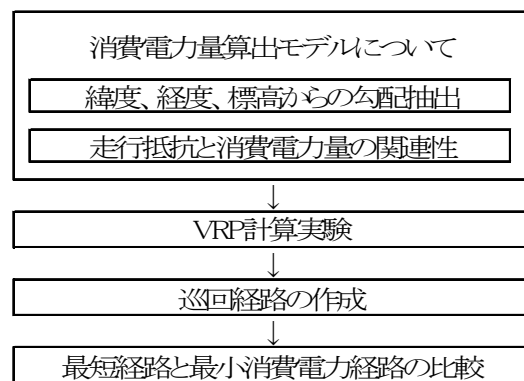 消費電力量算出モデルについて
緯度、経度、標高からの勾配抽出
走行抵抗と消費電力量の関連性
↓
VRP計算実験
↓
巡回経路の作成
↓
最短経路と最小消費電力経路の比較